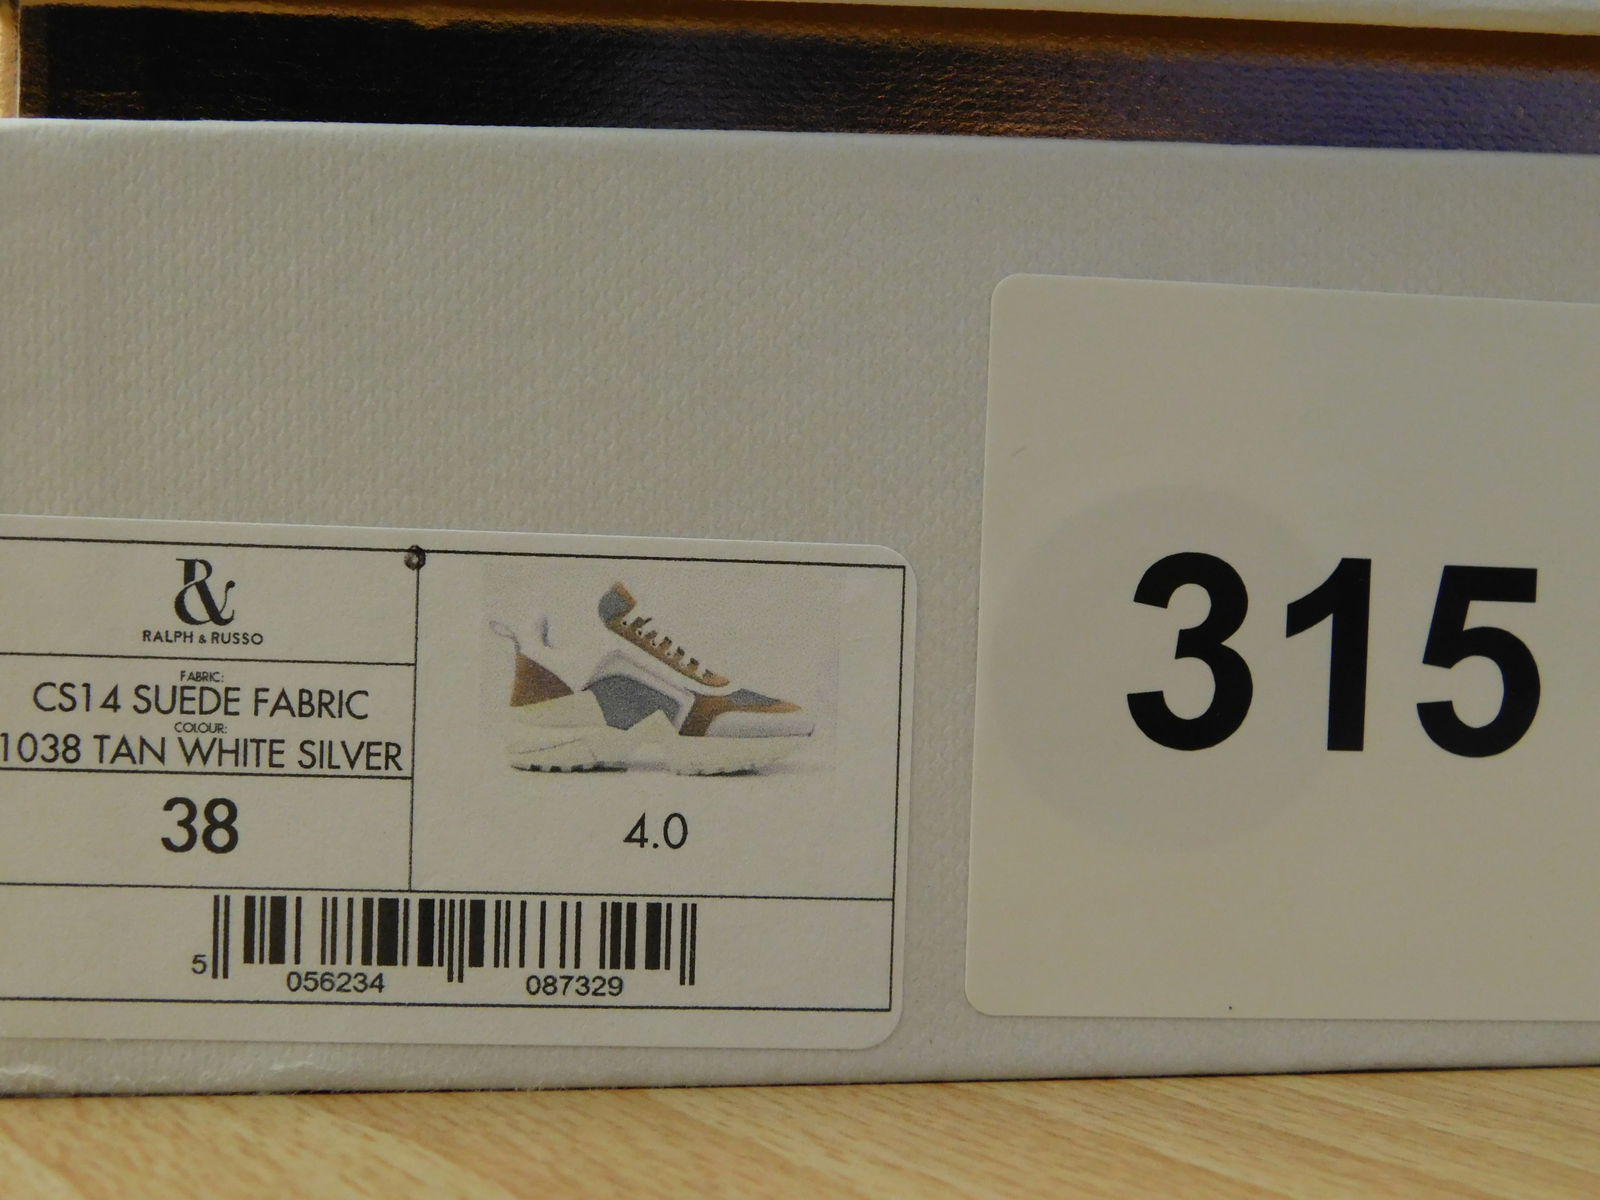 &
RALPH & RUSSO
FABRIC:
CS14 SUEDE FABRIC
COLOUR:
1038 TAN WHITE SILVER
38
4.0
5 056234 087329
315